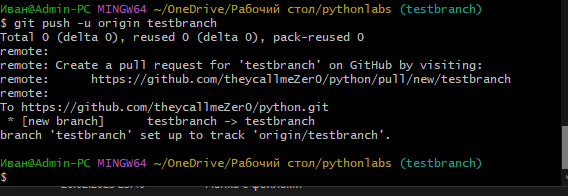 Иван@Admin-PC MINGW64 ~/OneDrive/Рабочий стол/pythonlabs (testbranch)
$ git push -u origin testbranch
Total 0 (delta 0), reused 0 (delta 0), pack-reused 0
remote:
remote: Create a pull request for 'testbranch' on GitHub by visiting:
remote:      https://github.com/theycallmeZer0/python/pull/new/testbranch
remote:
To https://github.com/theycallmeZer0/python.git
 * [new branch]      testbranch -> testbranch
branch 'testbranch' set up to track 'origin/testbranch'.
Иван@Admin-PC MINGW64 ~/OneDrive/Рабочий стол/pythonlabs (testbranch)
$